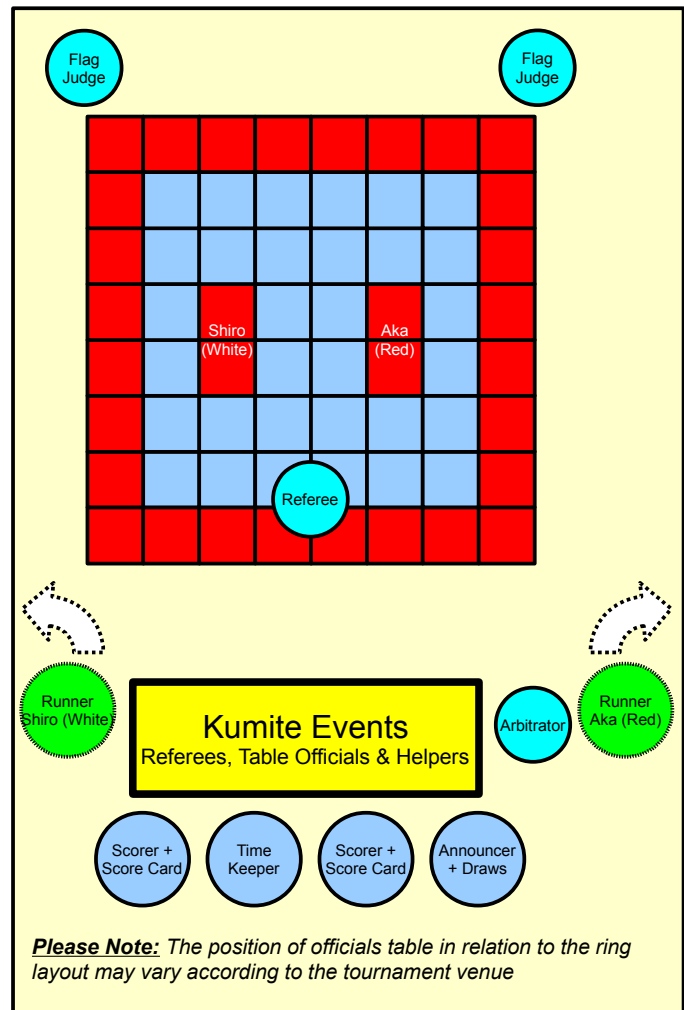 Flag
Judge
Flag
Judge
Shiro
(White)
Aka
(Red)
Referee
Runner
Shiro (White)
Kumite Events
Referees, Table Officials & Helpers
Arbitrator
Runner
Aka (Red)
Scorer +
Score Card
Time
Keeper
Scorer +
Score Card
Announcer
+ Draws
Please Note: The position of officials table in relation to the ring
layout may vary according to the tournament venue